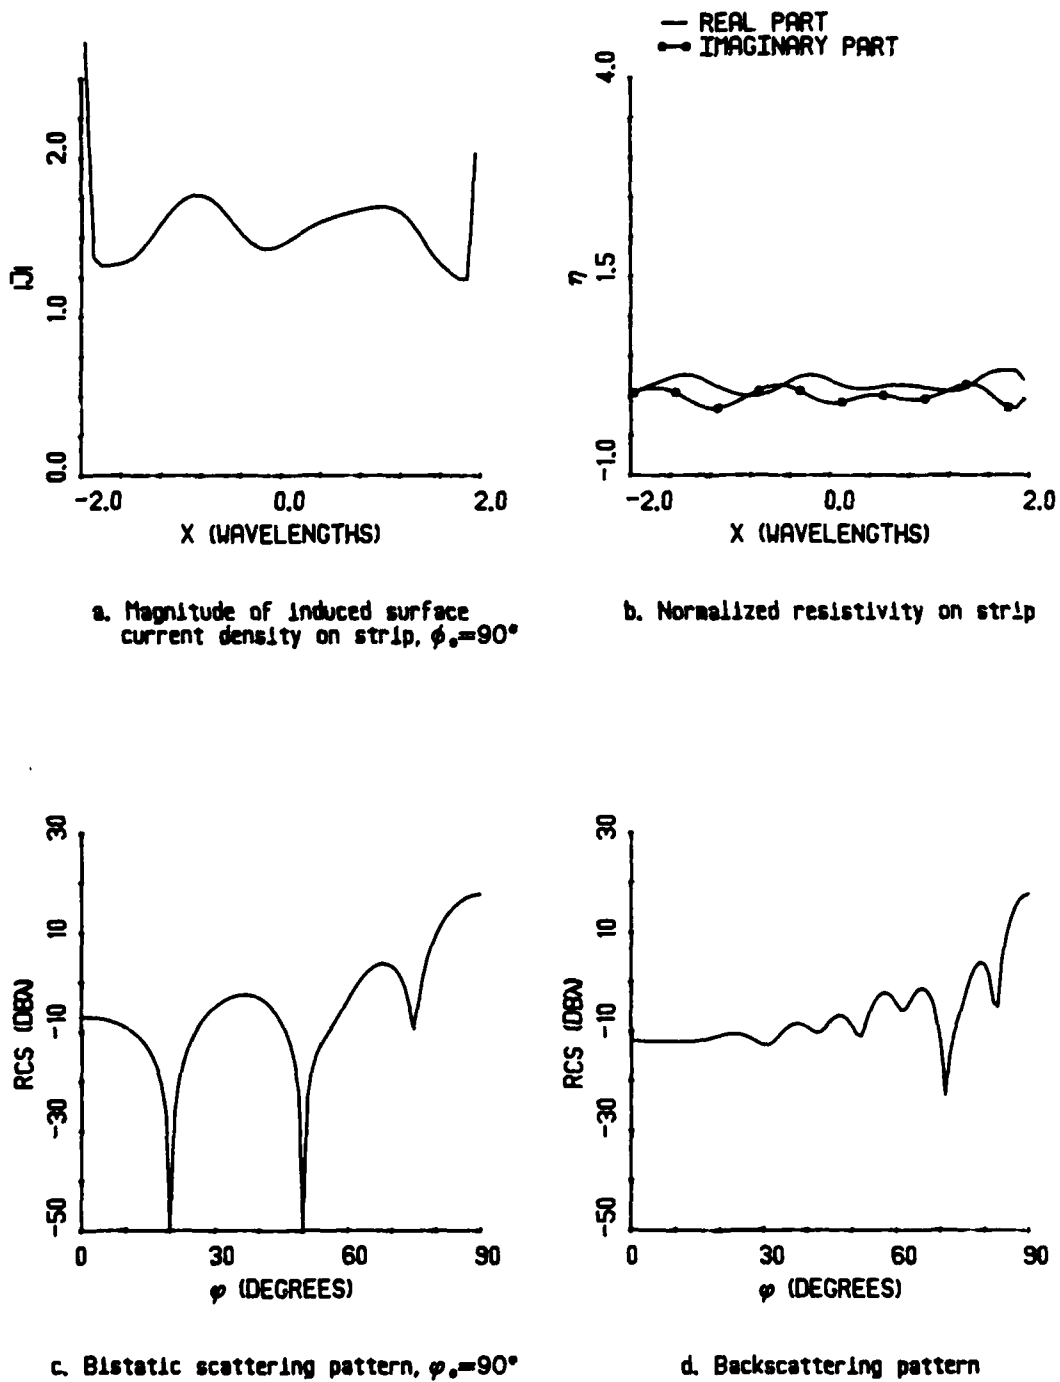 — REAL PART
•—• IMAGINARY PART
2.0
1.0
0.0
|J|
-2.0 0.0 2.0
X (WAVELENGTHS)
4.0
1.5
-1.0
η
-2.0 0.0 2.0
X (WAVELENGTHS)
a. Magnitude of induced surface
current density on strip, ϕ₀=90°
b. Normalized resistivity on strip
30
10
-10
-30
-50
RCS (DBλ)
0 30 60 90
φ (DEGREES)
30
10
-10
-30
-50
RCS (DBλ)
0 30 60 90
φ (DEGREES)
c. Bistatic scattering pattern, φ₀=90°
d. Backscattering pattern